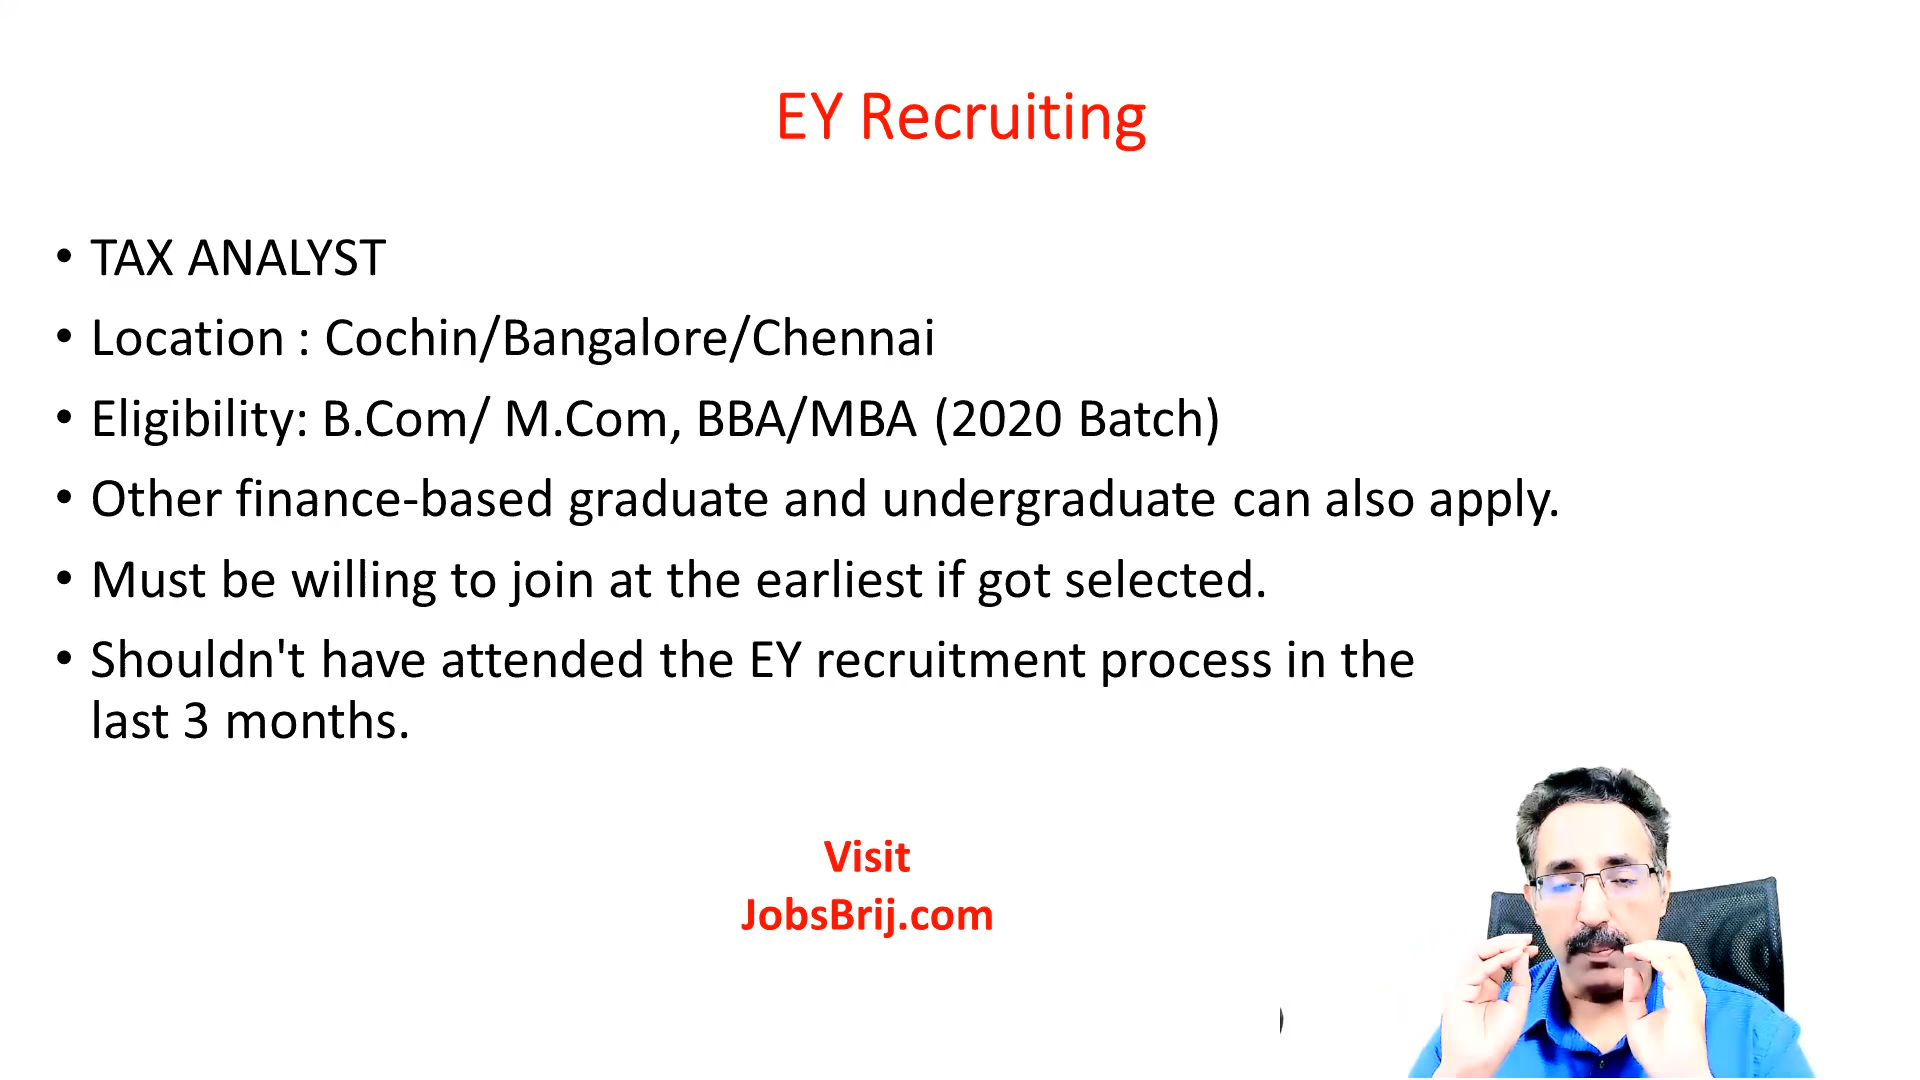 EY Recruiting
• TAX ANALYST
• Location : Cochin/Bangalore/Chennai
• Eligibility: B.Com/ M.Com, BBA/MBA (2020 Batch)
• Other finance-based graduate and undergraduate can also apply.
• Must be willing to join at the earliest if got selected.
• Shouldn't have attended the EY recruitment process in the
last 3 months.
Visit
JobsBrij.com